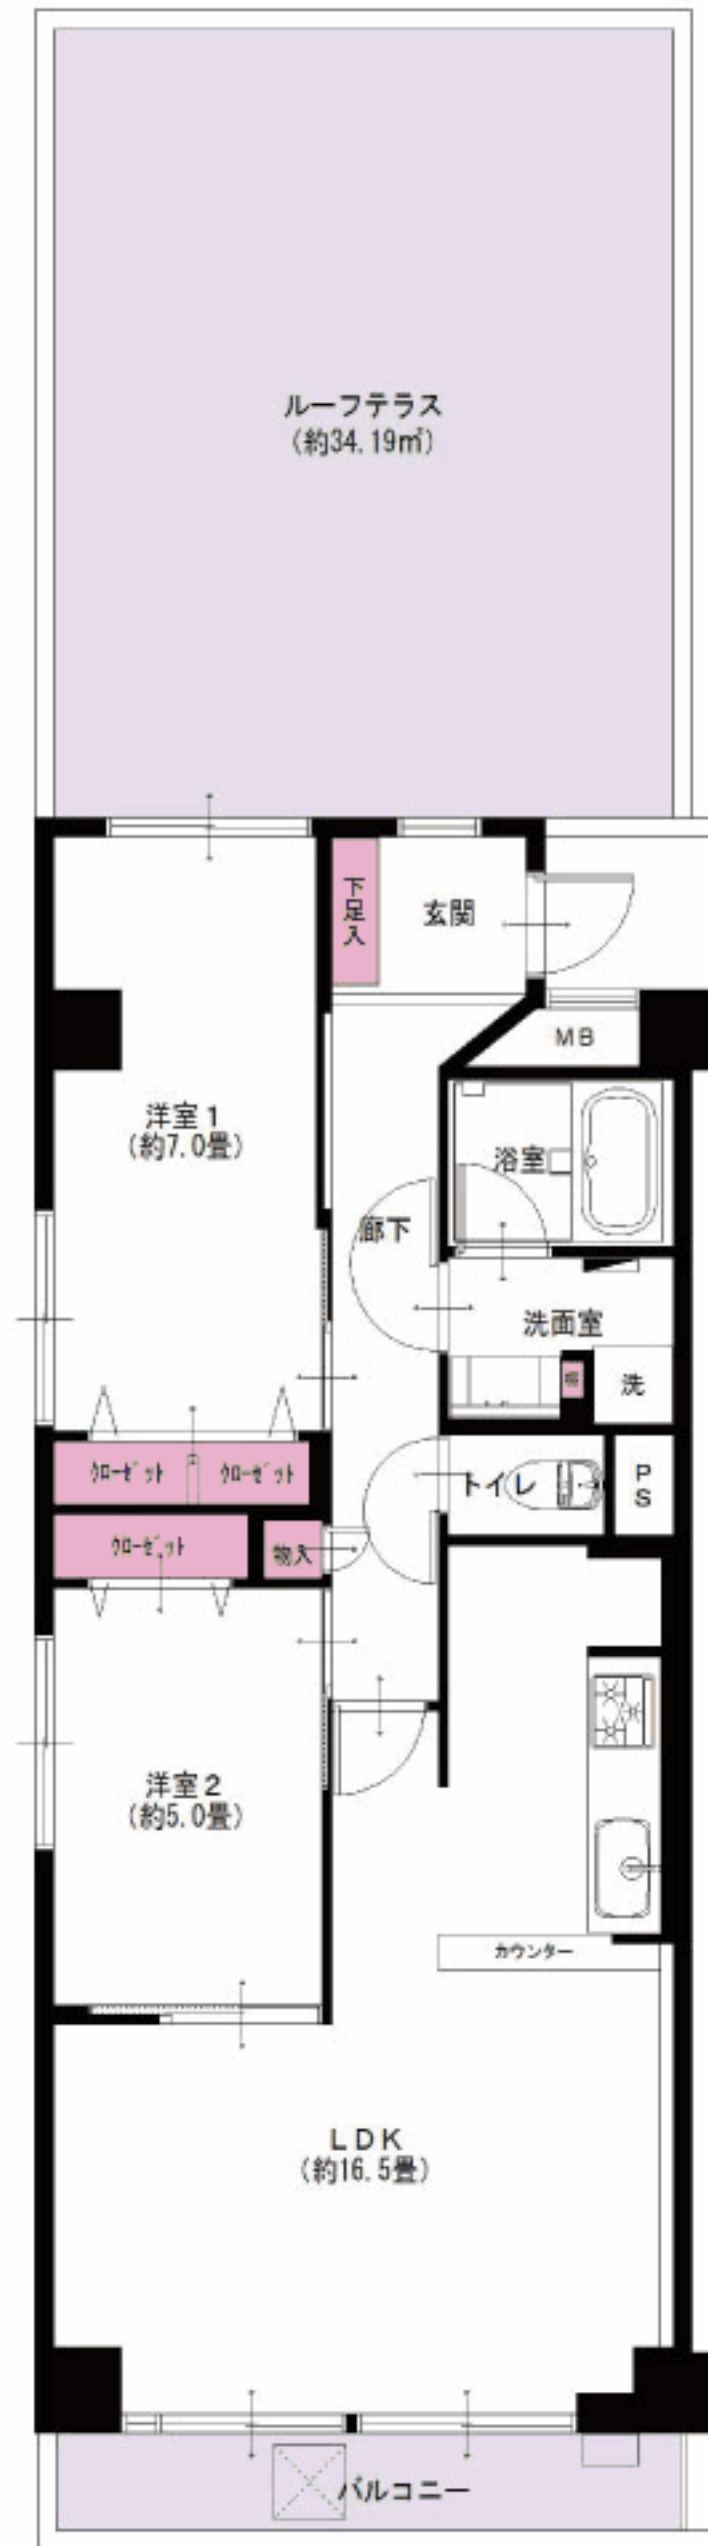 ルーフテラス
(約34.19㎡)
下足入
玄関
MB
洋室1
(約7.0畳)
浴室
廊下
洗面室
洗
クローゼット
クローゼット
トイレ
PS
クローゼット
物入
洋室2
(約5.0畳)
カウンター
LDK
(約16.5畳)
バルコニー